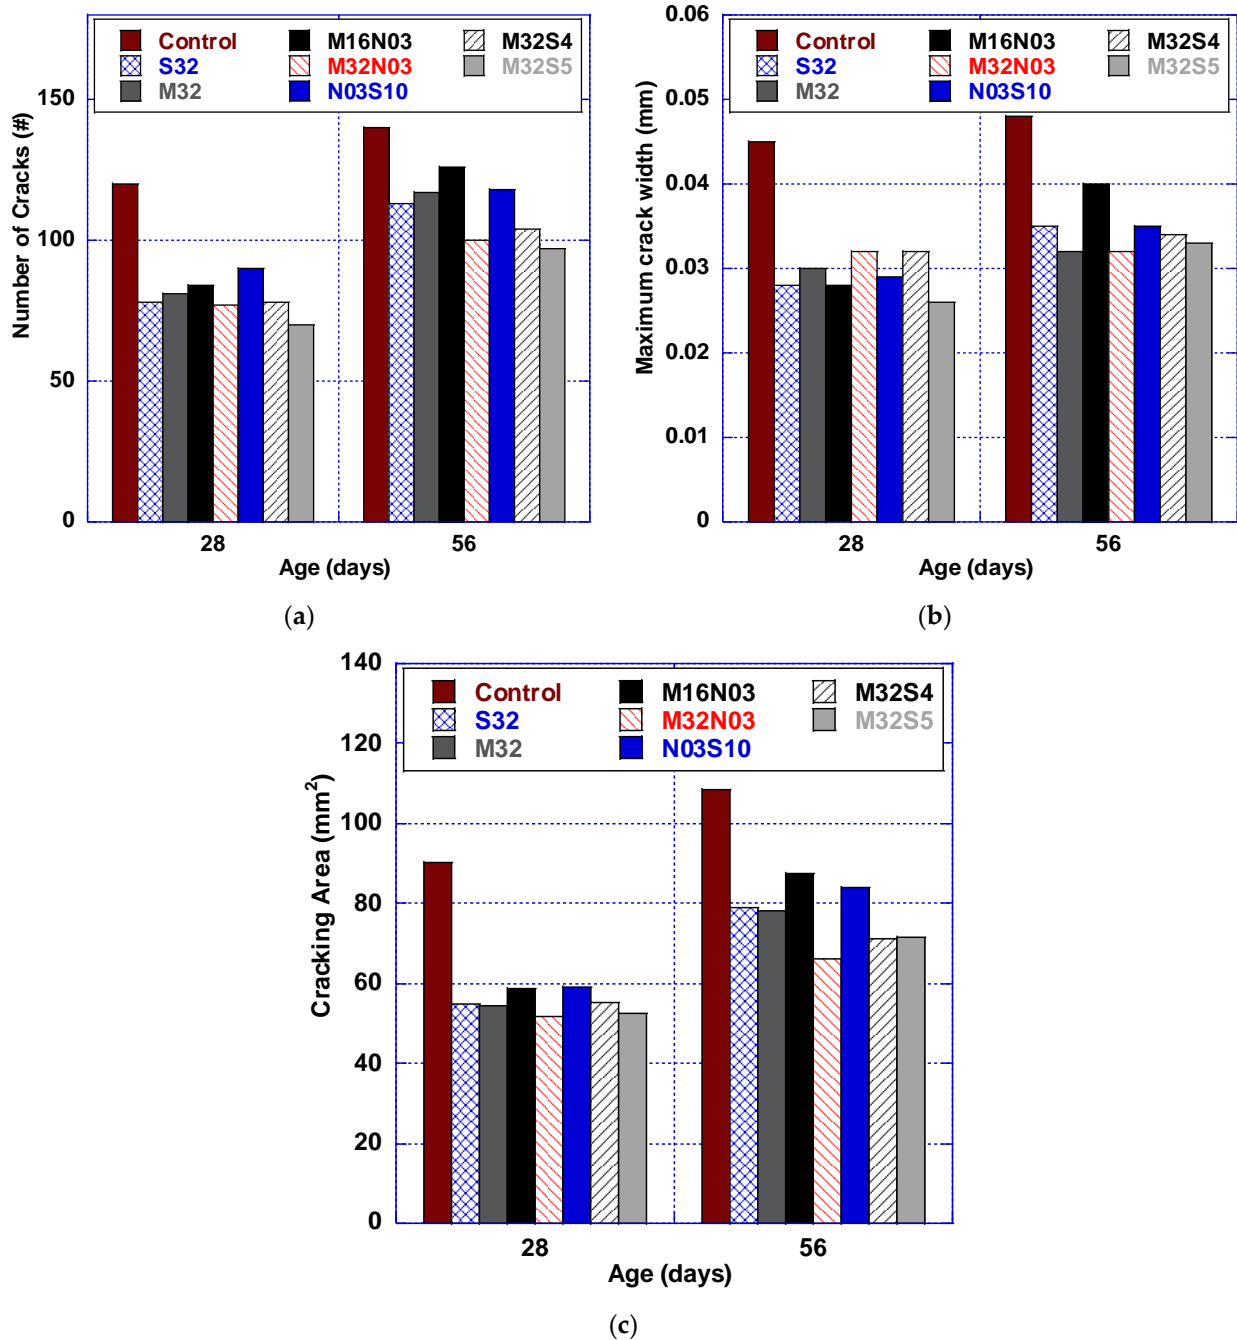 Number of Cracks (#)
150
100
50
0
Control
M16N03
M32S4
S32
M32N03
M32S5
M32
N03S10
28
56
Age (days)
(a)
Maximum crack width (mm)
0.06
0.05
0.04
0.03
0.02
0.01
0
Control
M16N03
M32S4
S32
M32N03
M32S5
M32
N03S10
28
56
Age (days)
(b)
Cracking Area (mm²)
140
120
100
80
60
40
20
0
Control
M16N03
M32S4
S32
M32N03
M32S5
M32
N03S10
28
56
Age (days)
(c)